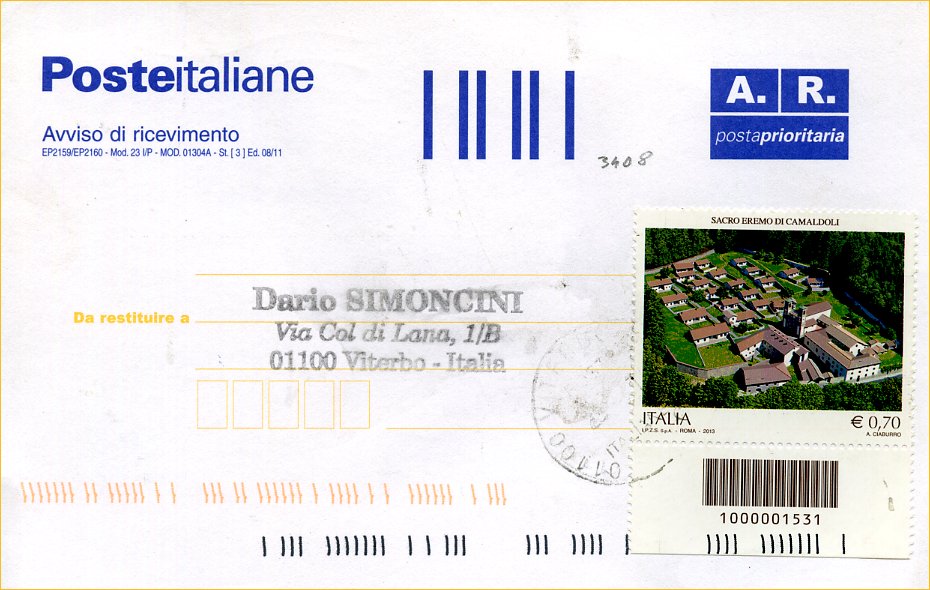 Posteitaliane
Avviso di ricevimento
EP2159/EP2160 - Mod. 23 I/P - MOD. 01304A - St. [ 3 ] Ed. 08/11
A. R.
postaprioritaria
3408
SACRO EREMO DI CAMALDOLI
Da restituire a
Dario SIMONCINI
Via Col di Lana, 1/B
01100 Viterbo - Italia
ITALIA
€ 0,70
I.P.Z.S. S.p.A. - ROMA - 2013
A. CIABURRO
01100
1000001531